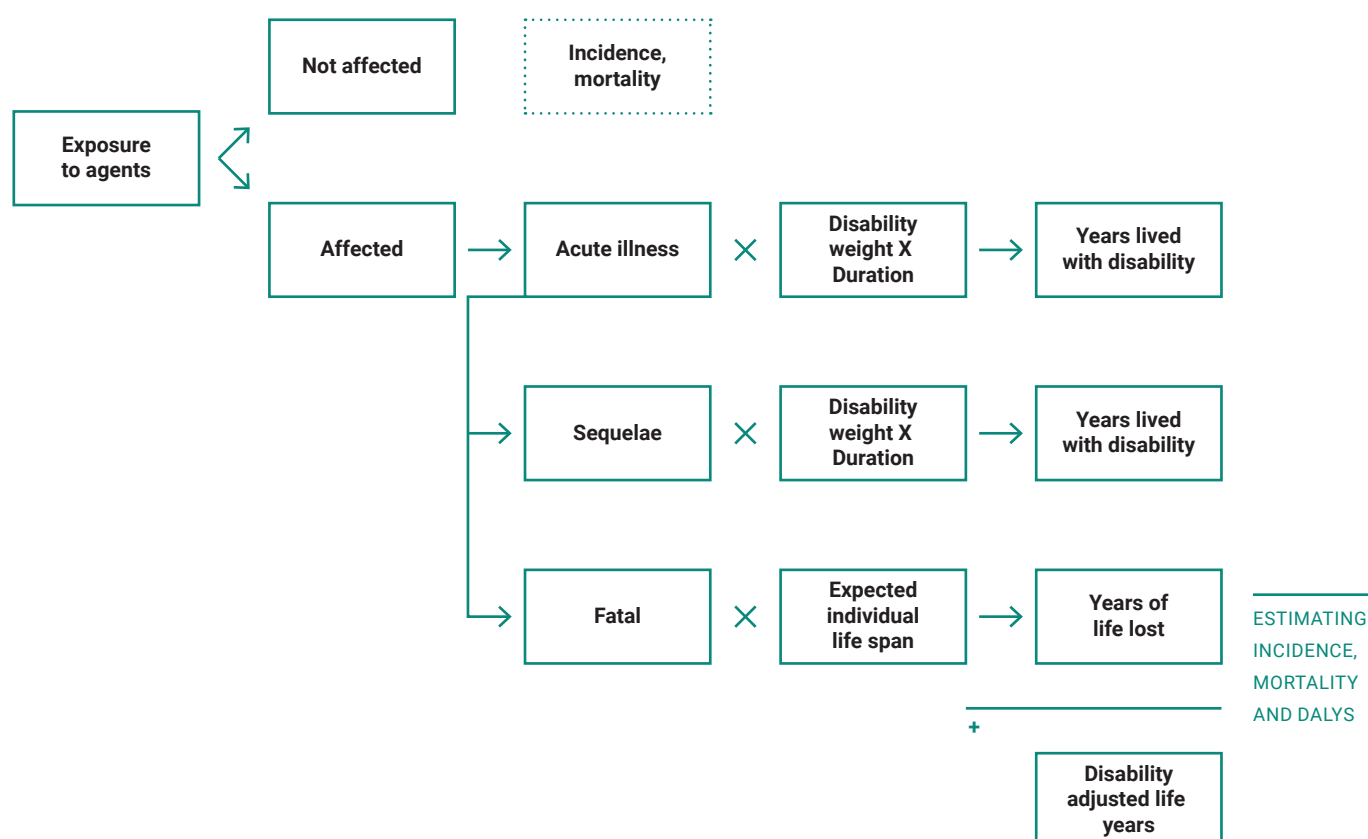 Not affected
Incidence,
mortality
Exposure
to agents
Affected
Acute illness
×
Disability
weight X
Duration
Years lived
with disability
Sequelae
×
Disability
weight X
Duration
Years lived
with disability
Fatal
×
Expected
individual
life span
Years of
life lost
ESTIMATING
INCIDENCE,
MORTALITY
AND DALYS
+
Disability
adjusted life
years